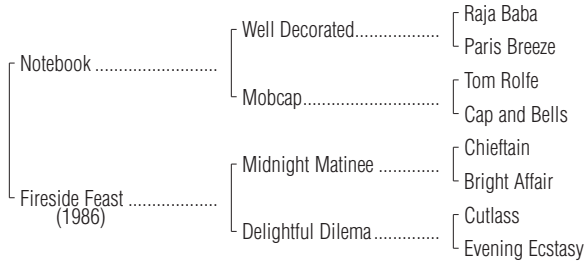 Raja Baba
Well Decorated....................
Paris Breeze
Notebook .............................
Tom Rolfe
Mobcap.................................
Cap and Bells
Chieftain
Midnight Matinee ..............
Bright Affair
Fireside Feast .....................
(1986)
Cutlass
Delightful Dilema...............
Evening Ecstasy